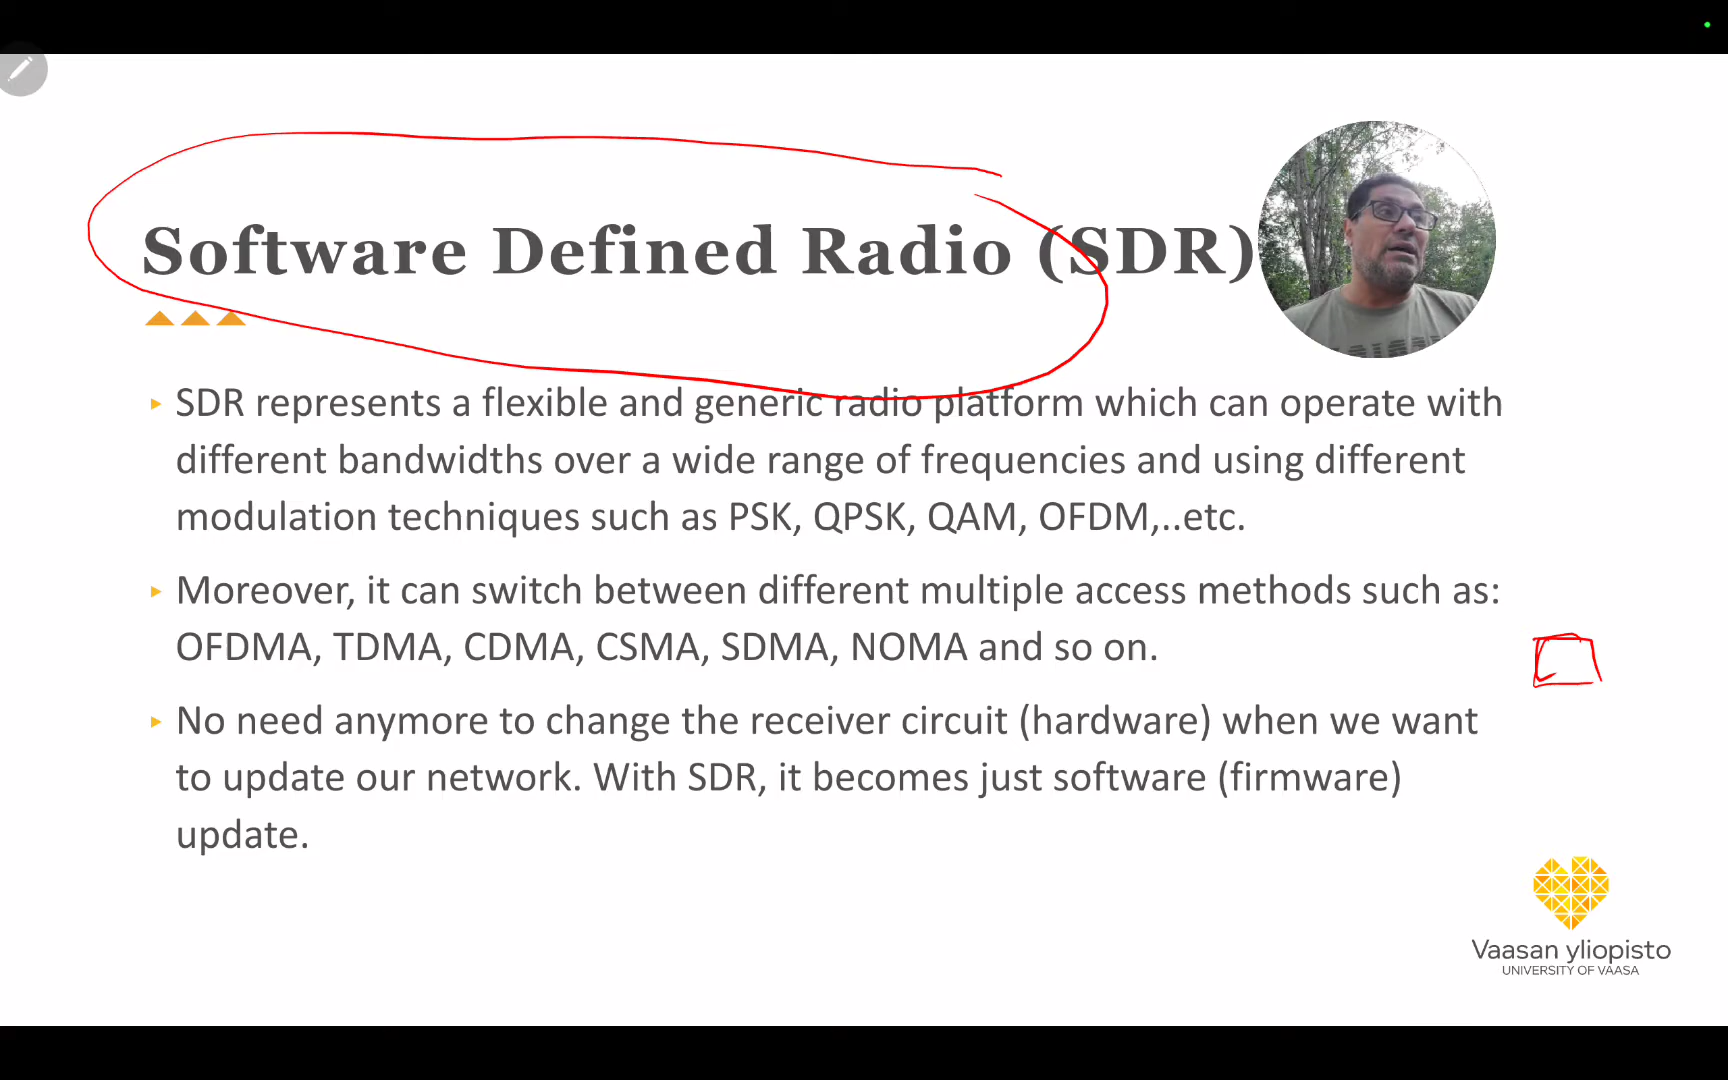 Software Defined Radio (SDR)
SDR represents a flexible and generic radio platform which can operate with
different bandwidths over a wide range of frequencies and using different
modulation techniques such as PSK, QPSK, QAM, OFDM,..etc.
Moreover, it can switch between different multiple access methods such as:
OFDMA, TDMA, CDMA, CSMA, SDMA, NOMA and so on.
No need anymore to change the receiver circuit (hardware) when we want
to update our network. With SDR, it becomes just software (firmware)
update.
Vaasan yliopisto
UNIVERSITY OF VAASA